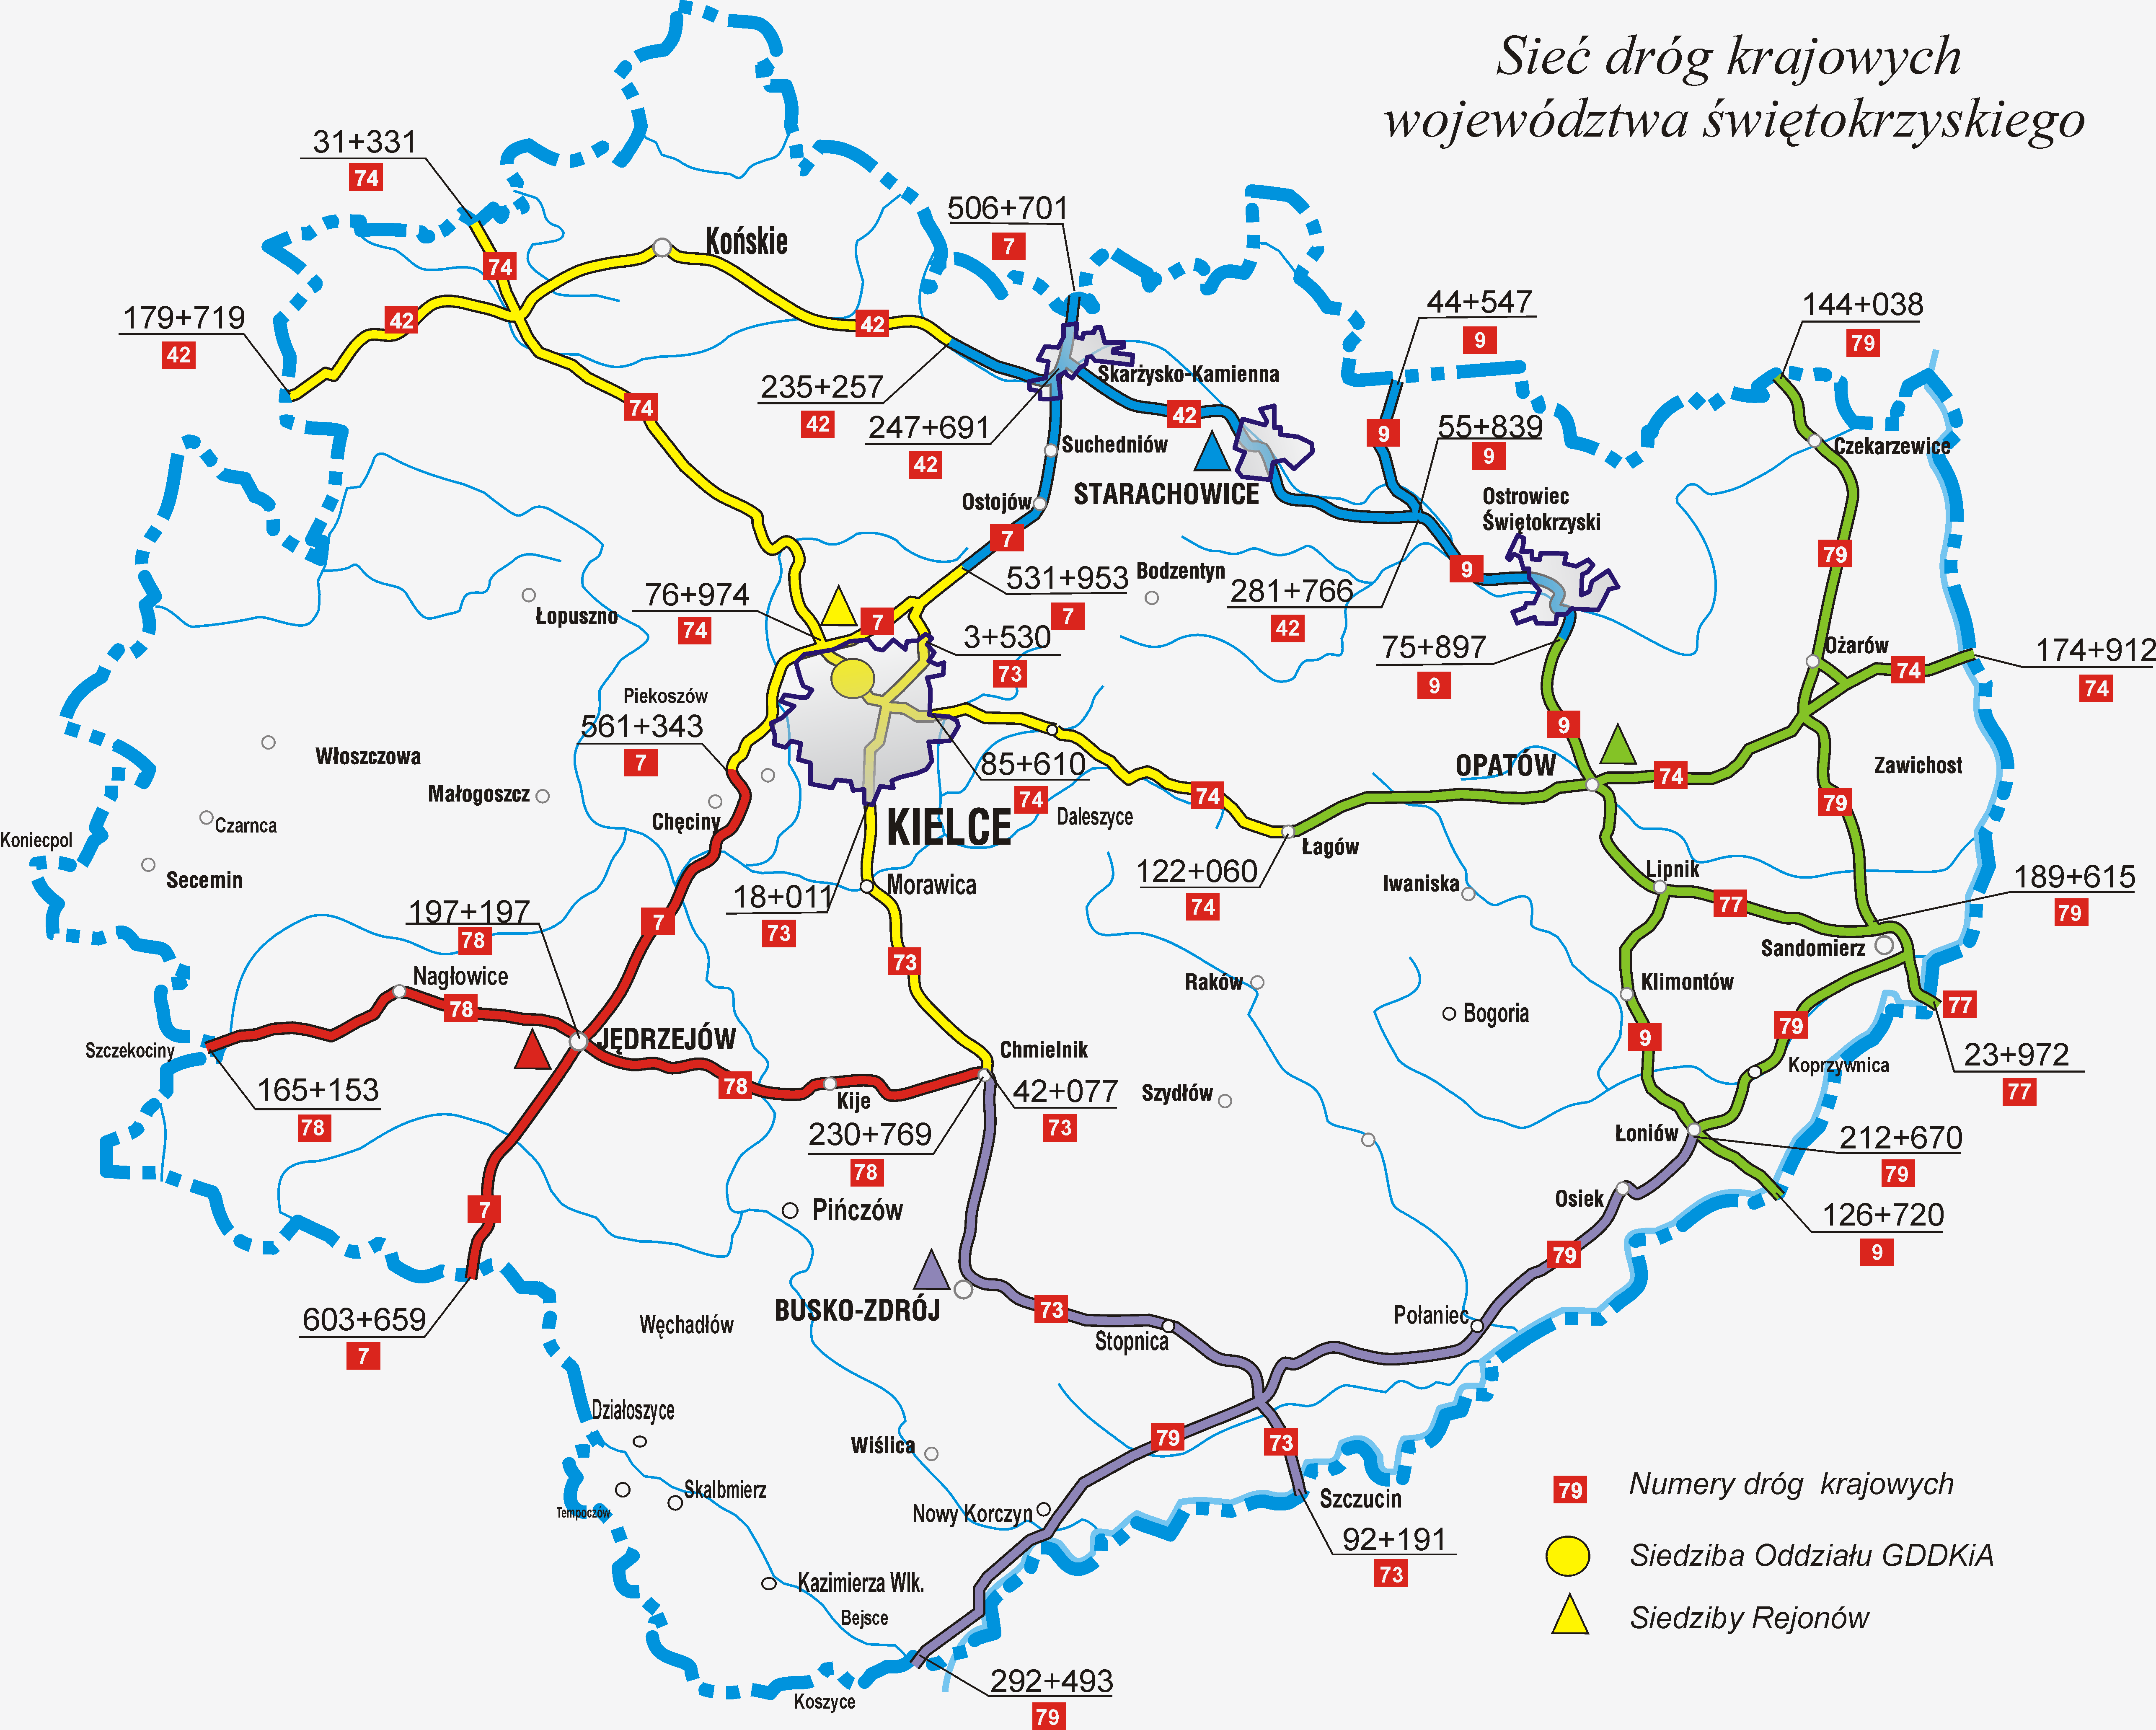 Sieć dróg krajowych
województwa świętokrzyskiego
31+331
74
506+701
7
Końskie
74
179+719
42
42
42
44+547
9
144+038
79
235+257
42
Skarżysko-Kamienna
74
42
9
55+839
9
247+691
42
Suchedniów
Czekarzewice
STARACHOWICE
Ostojów
Ostrowiec
Świętokrzyski
7
79
531+953
7
Bodzentyn
9
281+766
42
76+974
74
Łopuszno
7
3+530
73
75+897
9
Ożarów
174+912
74
74
Piekoszów
561+343
7
9
Włoszczowa
85+610
74
OPATÓW
74
Zawichost
Małogoszcz
74
79
Chęciny
Czarnca
Koniecpol
KIELCE
Daleszyce
Łagów
Secemin
122+060
74
Lipnik
189+615
79
Morawica
Iwaniska
18+011
73
197+197
78
7
77
Sandomierz
73
Nagłowice
78
Raków
Klimontów
Bogoria
77
79
9
JĘDRZEJÓW
Szczekociny
Chmielnik
23+972
77
Koprzywnica
165+153
78
78
Kije
42+077
73
Szydłów
230+769
78
Łoniów
212+670
79
Osiek
126+720
9
7
Pińczów
79
BUSKO-ZDRÓJ
73
Stopnica
Połaniec
603+659
7
Węchadłów
Działoszyce
Wiślica
79
73
Skalbmierz
Tempoczów
Nowy Korczyn
Szczucin
92+191
73
Kazimierza Wlk.
Bejsce
Koszyce
292+493
79
79
Numery dróg krajowych
Siedziba Oddziału GDDKiA
Siedziby Rejonów